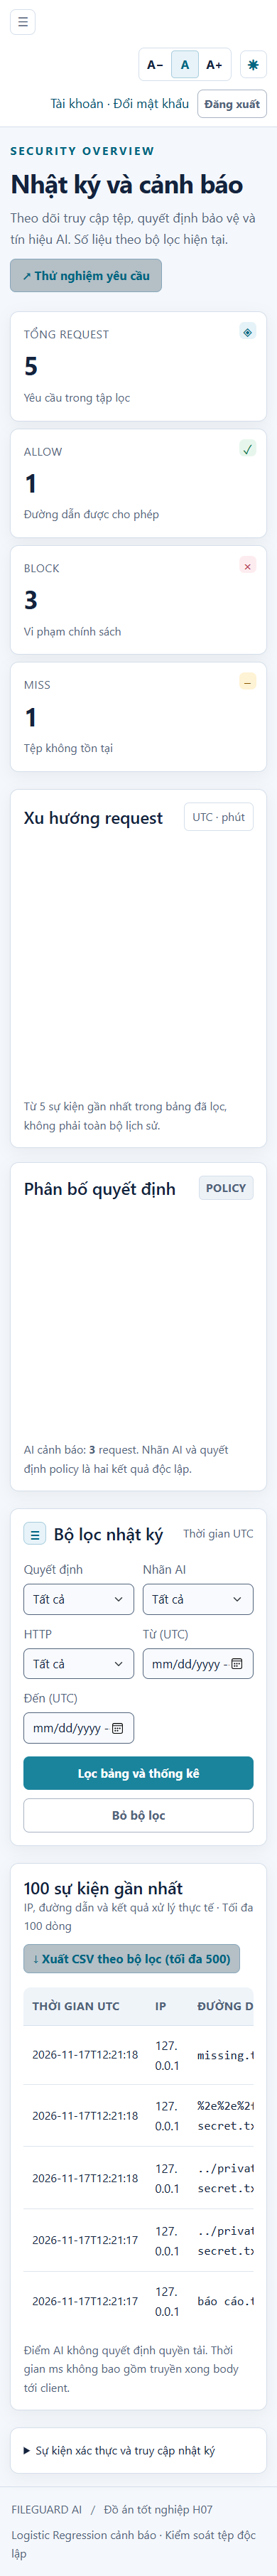 ☰
A− A A+
Tài khoản · Đổi mật khẩu Đăng xuất
SECURITY OVERVIEW
Nhật ký và cảnh báo
Theo dõi truy cập tệp, quyết định bảo vệ và
tín hiệu AI. Số liệu theo bộ lọc hiện tại.
↗ Thử nghiệm yêu cầu
TỔNG REQUEST
5
Yêu cầu trong tập lọc
ALLOW
1
Đường dẫn được cho phép
BLOCK
3
Vi phạm chính sách
MISS
1
Tệp không tồn tại
Xu hướng request UTC · phút
Từ 5 sự kiện gần nhất trong bảng đã lọc,
không phải toàn bộ lịch sử.
Phân bố quyết định POLICY
AI cảnh báo: 3 request. Nhãn AI và quyết
định policy là hai kết quả độc lập.
Bộ lọc nhật ký Thời gian UTC
Quyết định Nhãn AI
Tất cả Tất cả
HTTP Từ (UTC)
Tất cả mm/dd/yyyy -
Đến (UTC)
mm/dd/yyyy -
Lọc bảng và thống kê
Bỏ bộ lọc
100 sự kiện gần nhất
IP, đường dẫn và kết quả xử lý thực tế · Tối đa
100 dòng
↓ Xuất CSV theo bộ lọc (tối đa 500)
THỜI GIAN UTC IP ĐƯỜNG D
2026-11-17T12:21:18 127.0.0.1 missing.
2026-11-17T12:21:18 127.0.0.1 %2e%2e%2
secret.tx
2026-11-17T12:21:18 127.0.0.1 ../priva
secret.tx
2026-11-17T12:21:17 127.0.0.1 ../priva
secret.tx
2026-11-17T12:21:17 127.0.0.1 báo cáo.
Điểm AI không quyết định quyền tải. Thời
gian ms không bao gồm truyền xong body
tới client.
▶ Sự kiện xác thực và truy cập nhật ký
FILEGUARD AI / Đồ án tốt nghiệp H07
Logistic Regression cảnh báo · Kiểm soát tệp độc
lập